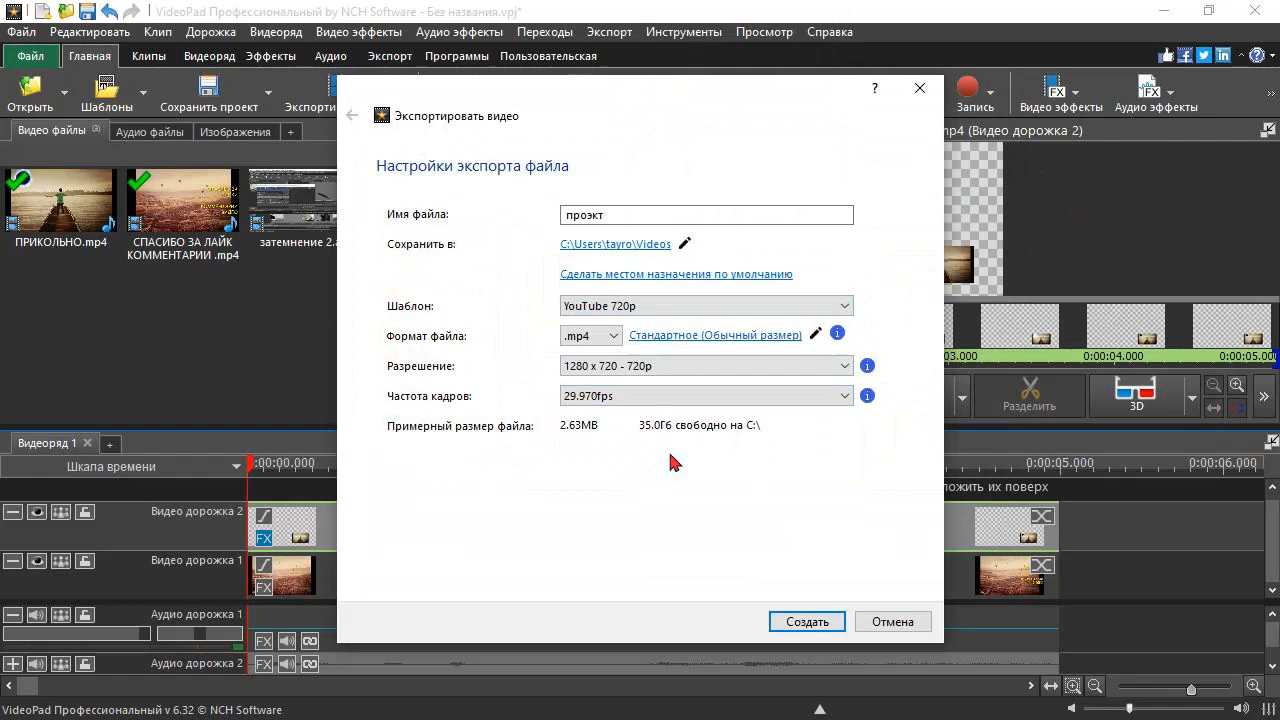 VideoPad Профессиональный by NCH Software - Без названия.vpj*
Файл Редактировать Клип Дорожка Видеоряд Видео эффекты Аудио эффекты Переходы Экспорт Инструменты Просмотр Справка
Файл Главная Клипы Видеоряд Эффекты Аудио Экспорт Программы Пользовательская
Открыть Шаблоны Сохранить проект Экспорти Запись Видео эффекты Аудио эффекты
Видео файлы (3) Аудио файлы Изображения +
mp4 (Видео дорожка 2)
Экспортировать видео
Настройки экспорта файла
Имя файла: проэкт
Сохранить в: C:\Users\tayro\Videos
Сделать местом назначения по умолчанию
Шаблон: YouTube 720p
Формат файла: .mp4 Стандартное (Обычный размер)
Разрешение: 1280 x 720 - 720p
Частота кадров: 29.970fps
Примерный размер файла: 2.63MB 35.0Гб свободно на C:\
Создать Отмена
ПРИКОЛЬНО.mp4
СПАСИБО ЗА ЛАЙК
КОММЕНТАРИИ .mp4
затемнение 2.
3.000 0:00:04.000 0:00:05.00
Разделить 3D
Видеоряд 1 +
Шкала времени
:00:00.000 0:00:05.000 0:00:06.000
ложить их поверх
Видео дорожка 2
FX
Видео дорожка 1
FX
Аудио дорожка 1
FX
Аудио дорожка 2
FX
VideoPad Профессиональный v 6.32 © NCH Software